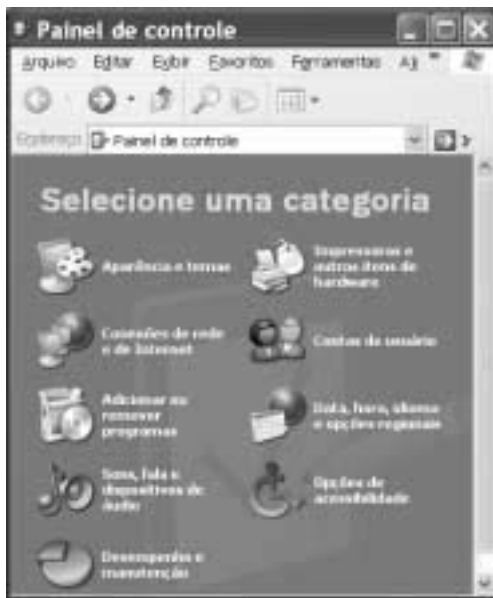 Painel de controle
Arquivo Editar Exibir Favoritos Ferramentas Aj
Endereço Painel de controle
Selecione uma categoria
Aparência e temas
Impressoras e
outros itens de
hardware
Conexões de rede
e de Internet
Contas de usuário
Adicionar ou
remover
programas
Data, hora, idioma
e opções regionais
Sons, fala e
dispositivos de
áudio
Opções de
acessibilidade
Desempenho e
manutenção